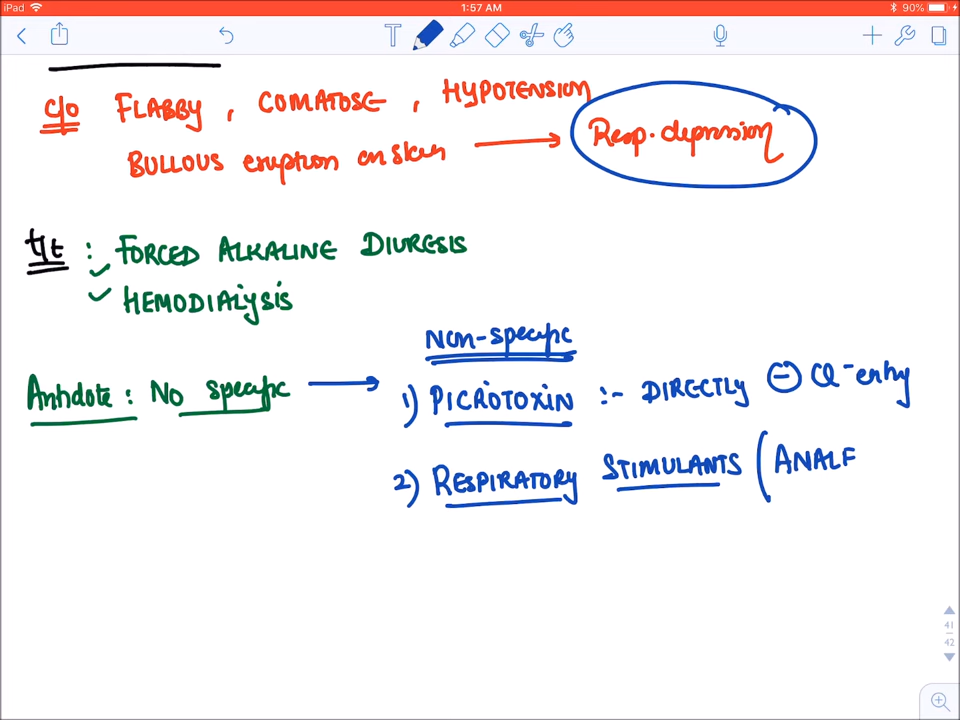 iPad
1:57 AM
90%
T
c/o FLABBY, COMATOSE, HYPOTENSION
BULLOUS eruption on skin → Resp. depression
t/t : FORCED ALKALINE DIURESIS
✓ HEMODIALYSIS
Non-specific
Antidote : No specific → 1) PICROTOXIN :- DIRECTLY ⊖ Cl⁻ entry
2) RESPIRATORY STIMULANTS (ANALE
41
42